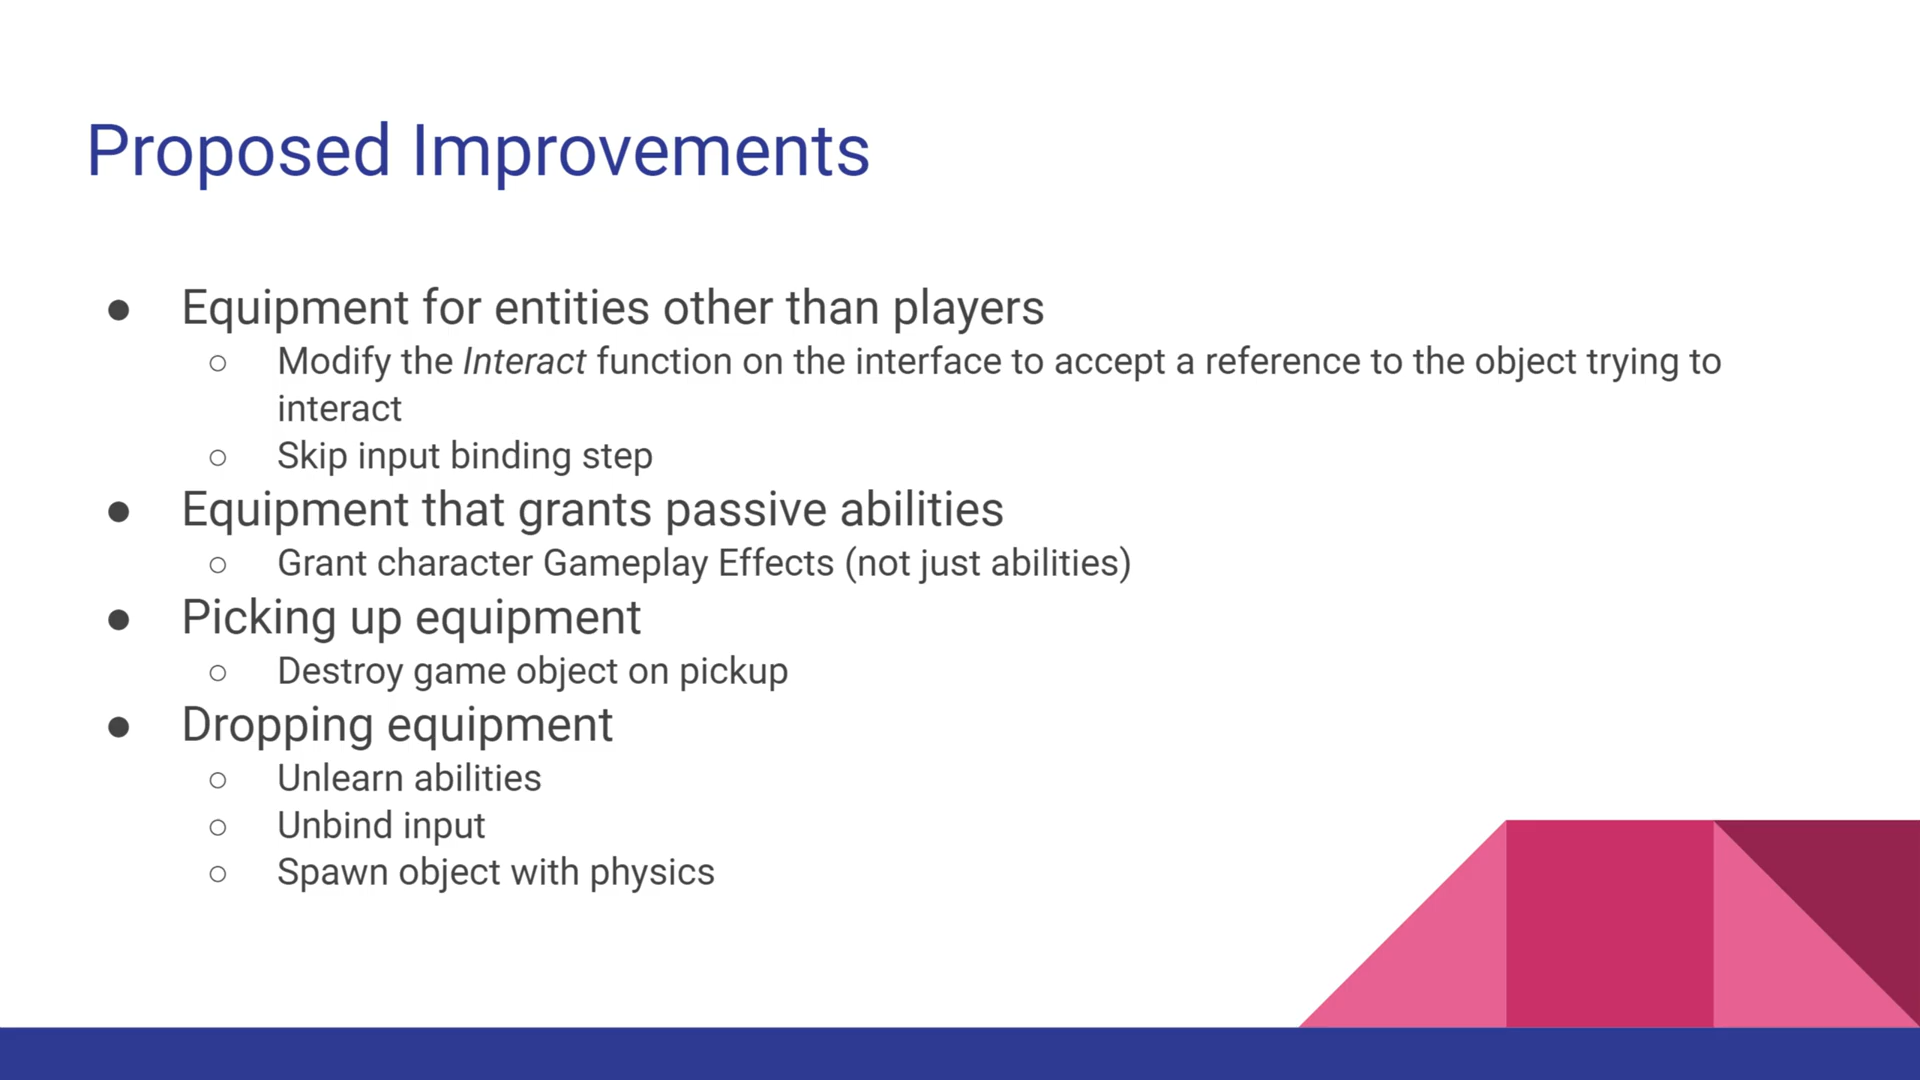 Proposed Improvements
● Equipment for entities other than players
○ Modify the Interact function on the interface to accept a reference to the object trying to
interact
○ Skip input binding step
● Equipment that grants passive abilities
○ Grant character Gameplay Effects (not just abilities)
● Picking up equipment
○ Destroy game object on pickup
● Dropping equipment
○ Unlearn abilities
○ Unbind input
○ Spawn object with physics